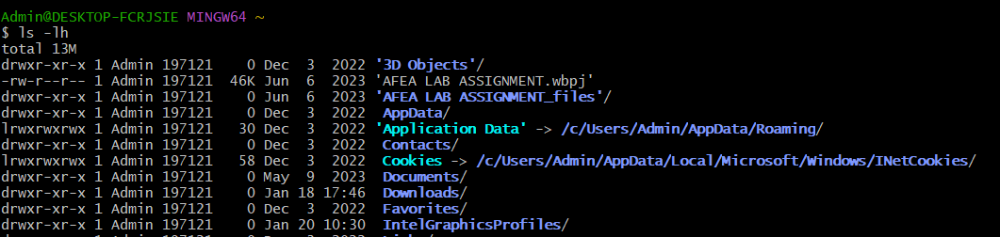 Admin@DESKTOP-FCRJSIE MINGW64 ~
$ ls -lh
total 13M
drwxr-xr-x 1 Admin 197121   0 Dec  3  2022 '3D Objects'/
-rw-r--r-- 1 Admin 197121 46K Jun  6  2023 'AFEA LAB ASSIGNMENT.wbpj'
drwxr-xr-x 1 Admin 197121   0 Jun  6  2023 'AFEA LAB ASSIGNMENT_files'/
drwxr-xr-x 1 Admin 197121   0 Dec  3  2022  AppData/
lrwxrwxrwx 1 Admin 197121  30 Dec  3  2022 'Application Data' -> /c/Users/Admin/AppData/Roaming/
drwxr-xr-x 1 Admin 197121   0 Dec  3  2022  Contacts/
lrwxrwxrwx 1 Admin 197121  58 Dec  3  2022  Cookies -> /c/Users/Admin/AppData/Local/Microsoft/Windows/INetCookies/
drwxr-xr-x 1 Admin 197121   0 May  9  2023  Documents/
drwxr-xr-x 1 Admin 197121   0 Jan 18 17:46  Downloads/
drwxr-xr-x 1 Admin 197121   0 Dec  3  2022  Favorites/
drwxr-xr-x 1 Admin 197121   0 Jan 20 10:30  IntelGraphicsProfiles/